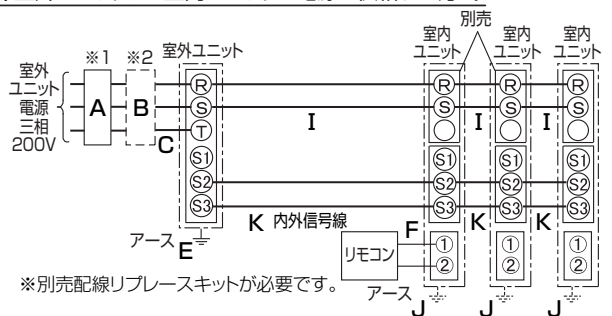 別売
※1 ※2 室外ユニット 室内ユニット 室内ユニット 室内ユニット
室外
ユニット
電源
三相
200V
A B C
R S T S1 S2 S3
I I I
R S S1 S2 S3 ① ②
R S S1 S2 S3 ① ②
R S S1 S2 S3 ① ②
K 内外信号線 K K
アース E
F
リモコン
※別売配線リプレースキットが必要です。
アース J J J